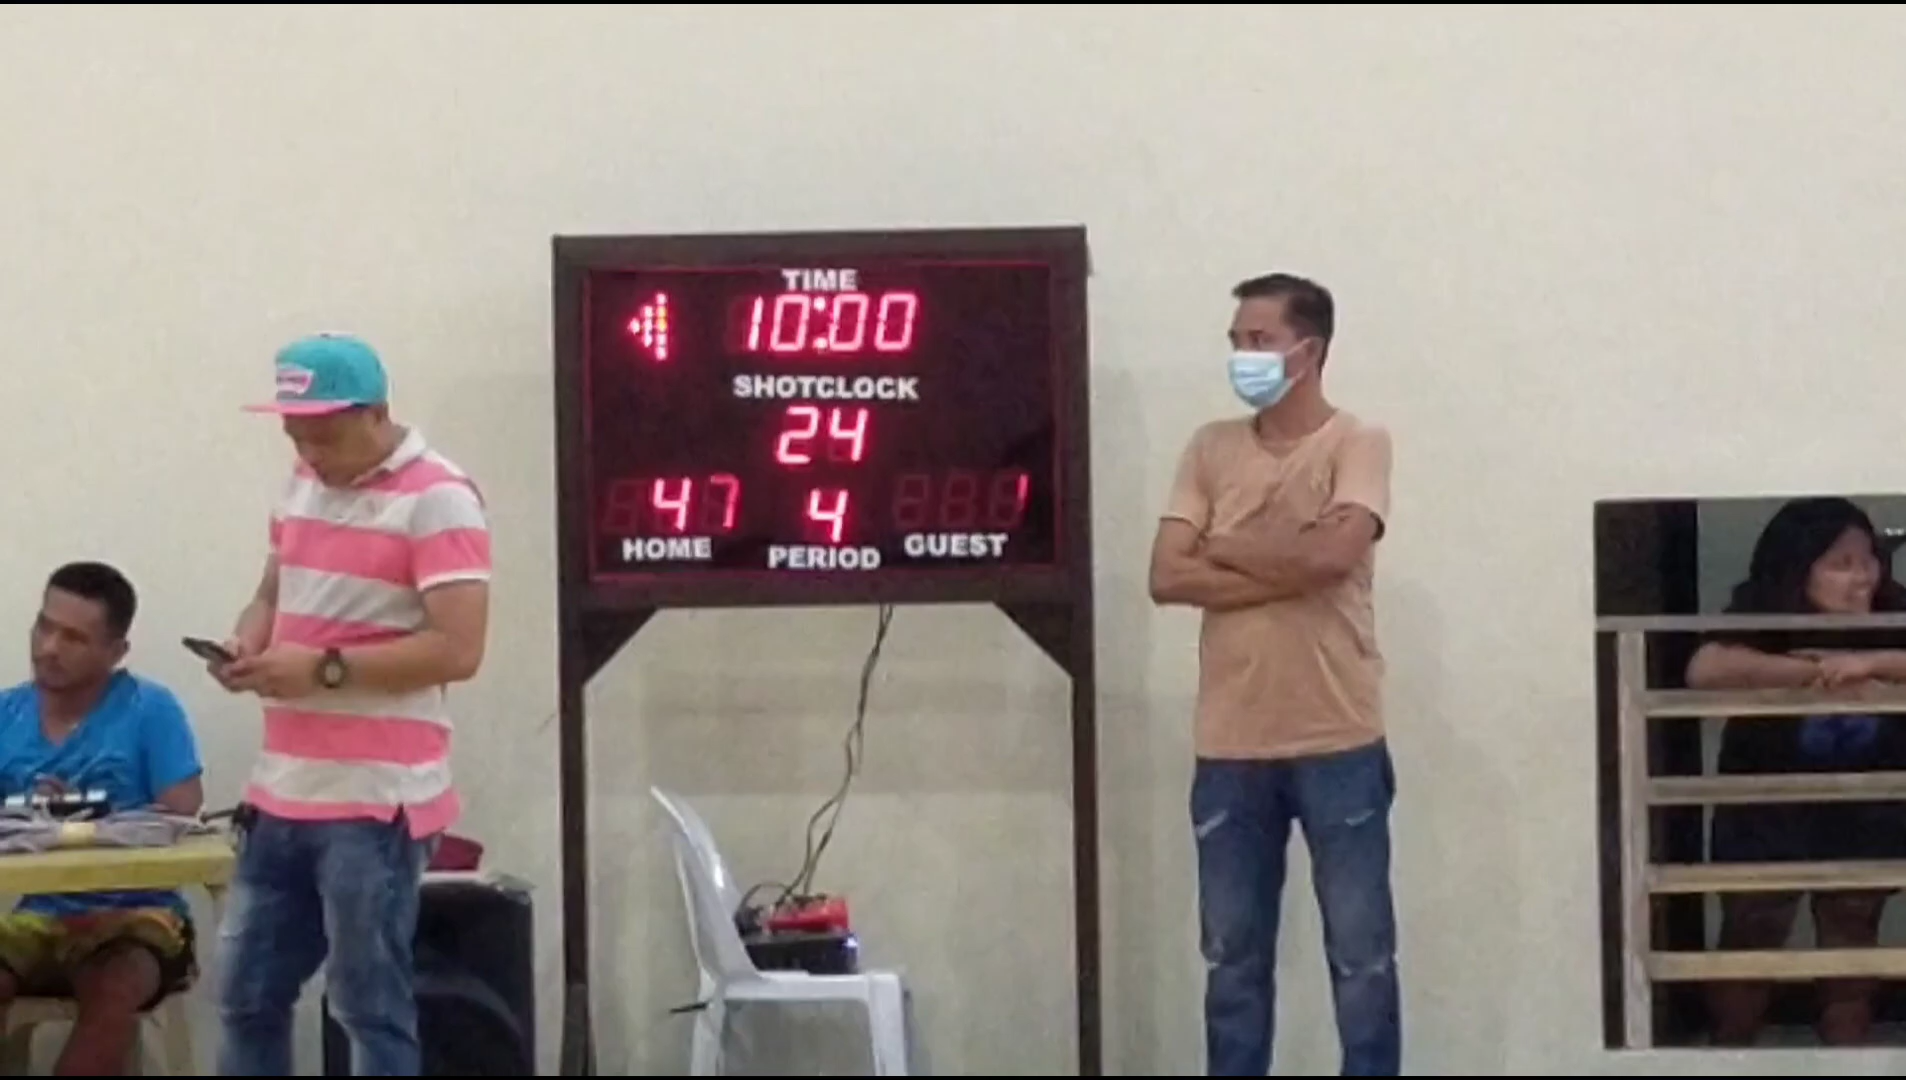 TIME
10:00
SHOTCLOCK
24
47 4 1
HOME PERIOD GUEST